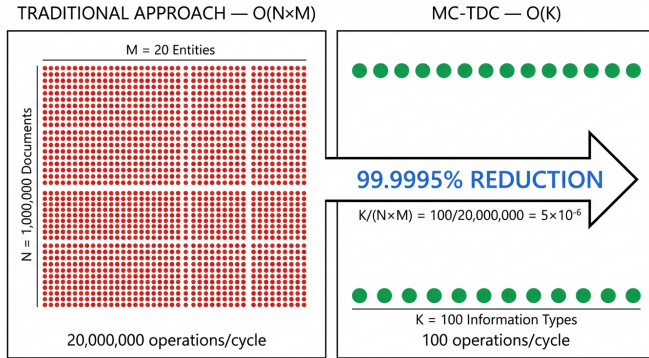 TRADITIONAL APPROACH — O(N×M)
M = 20 Entities
N = 1,000,000 Documents
20,000,000 operations/cycle
MC-TDC — O(K)
99.9995% REDUCTION
K/(N×M) = 100/20,000,000 = 5×10⁻⁶
K = 100 Information Types
100 operations/cycle